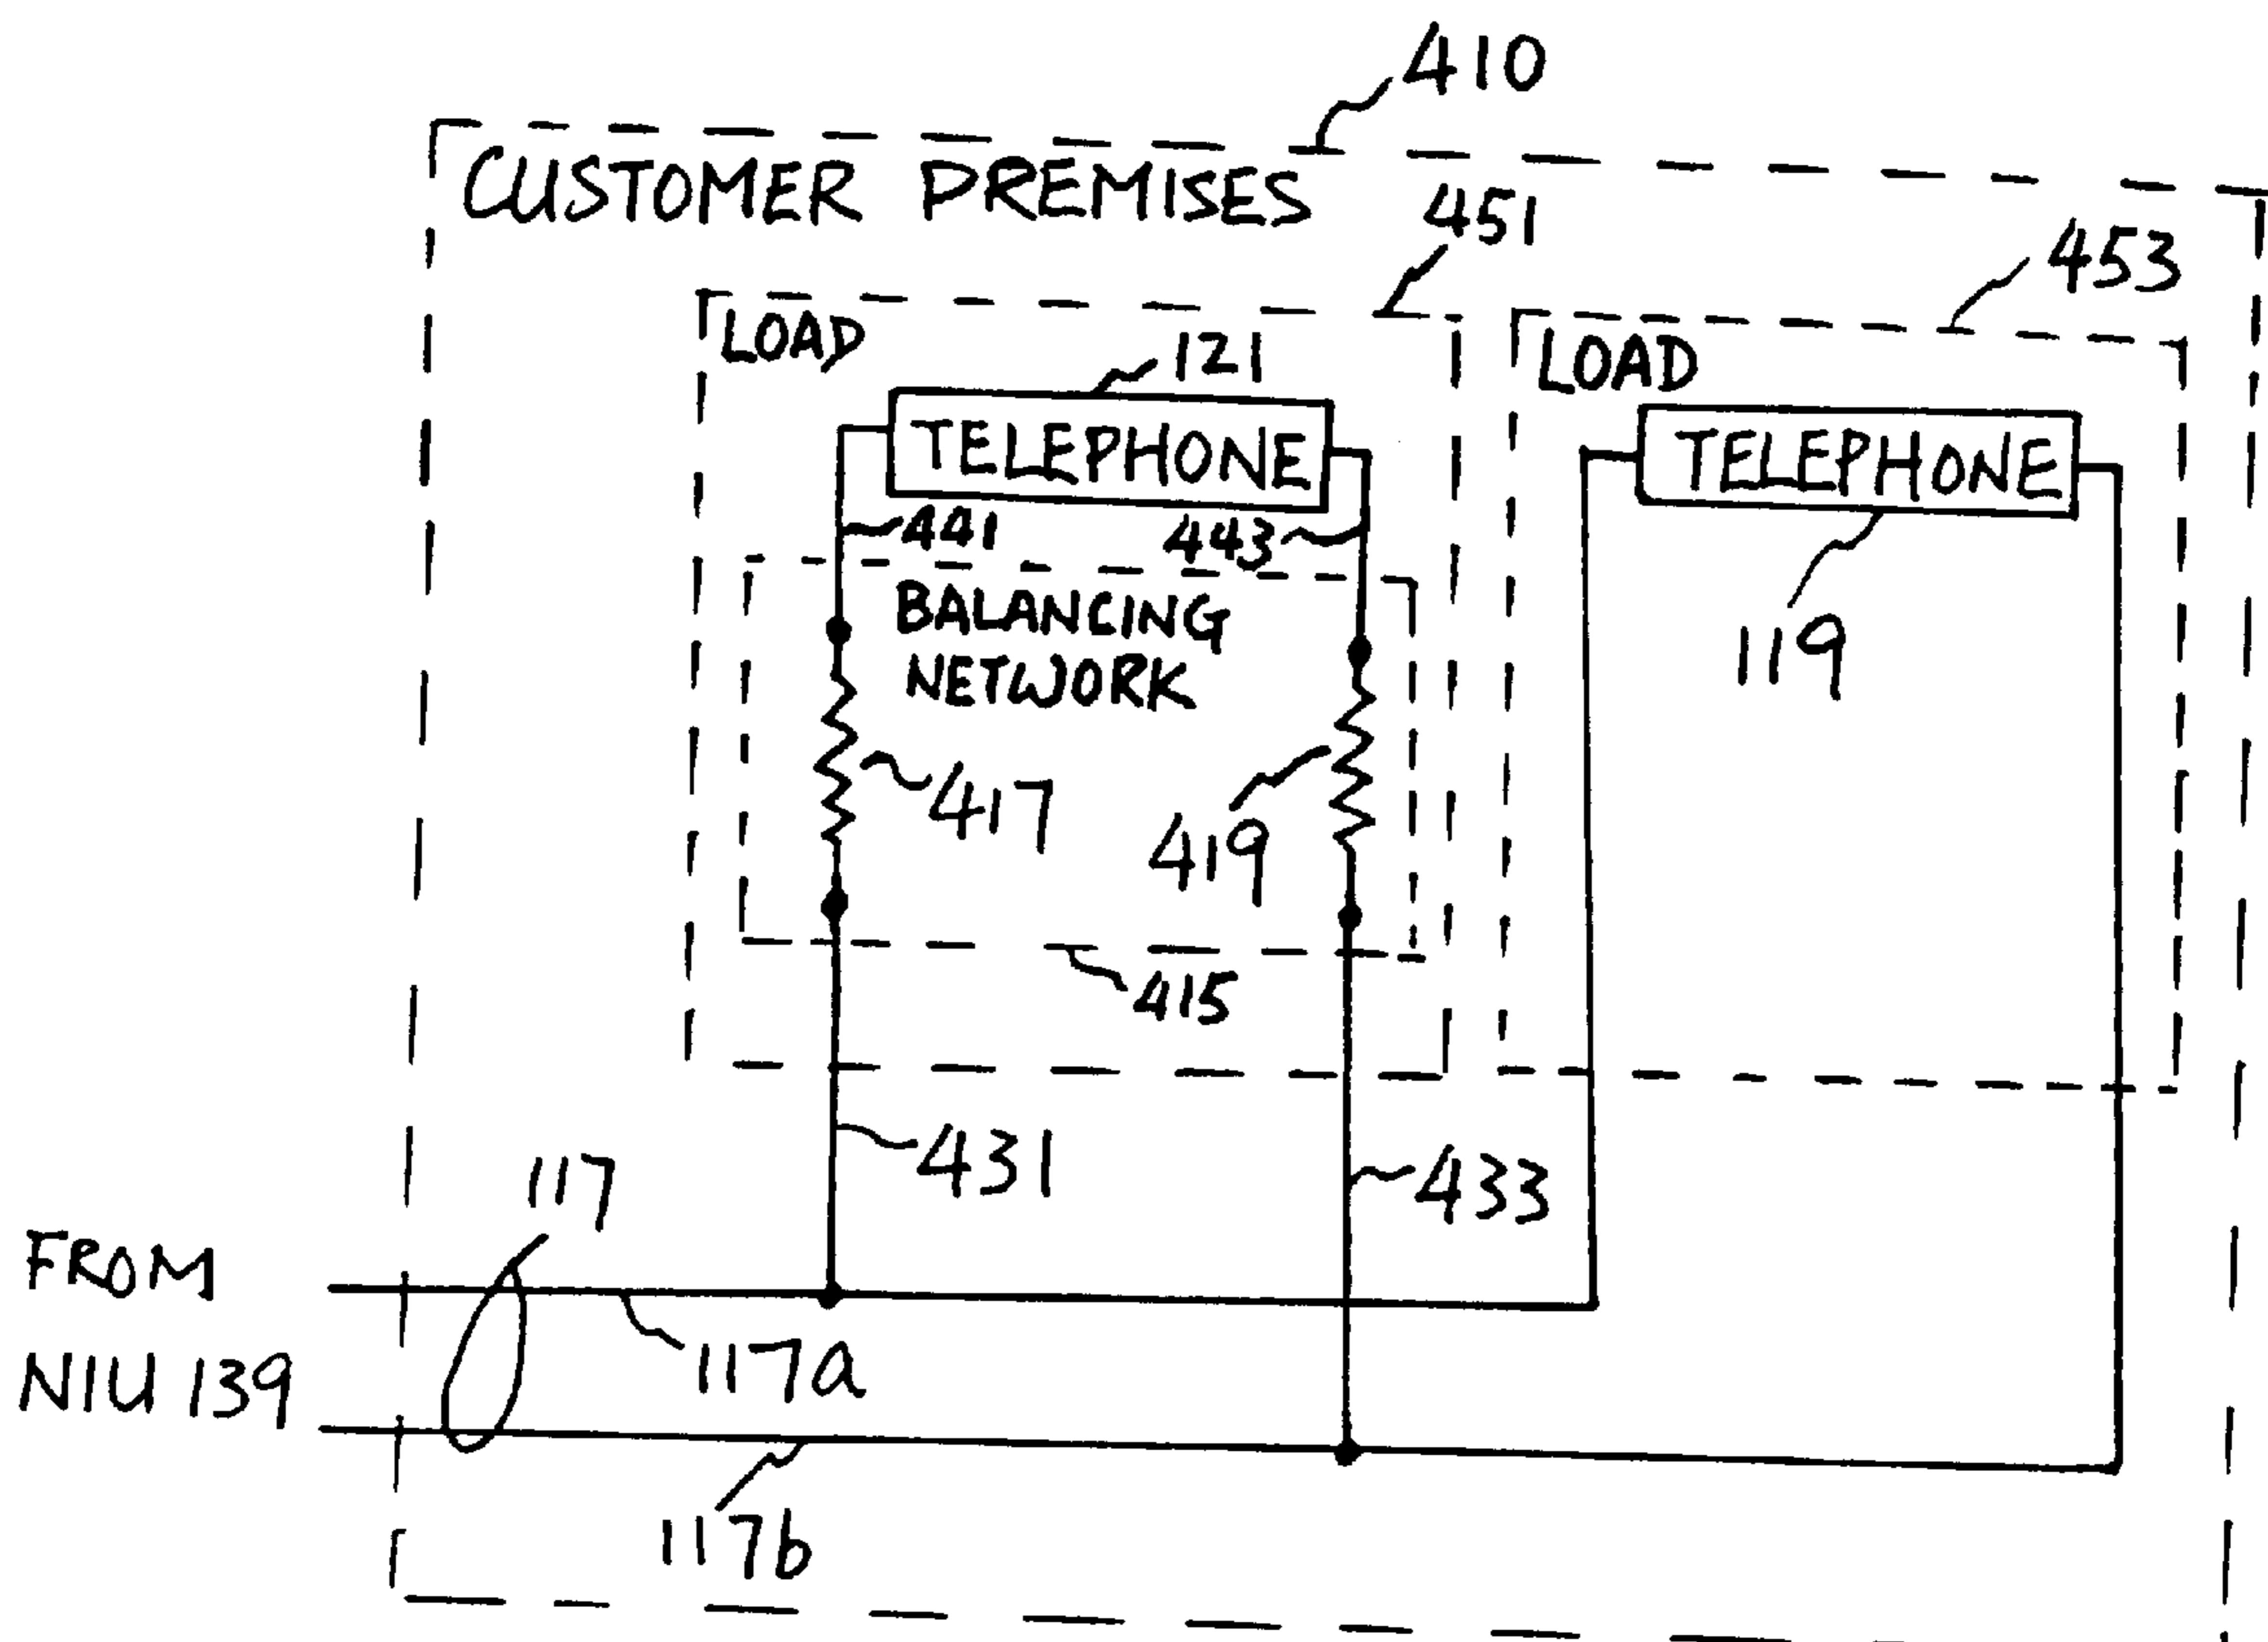 410
CUSTOMER PREMISES
451
453
LOAD
LOAD
121
TELEPHONE
TELEPHONE
441
443
119
BALANCING
NETWORK
417
419
415
431
433
117
FROM
NIU 139
117a
117b